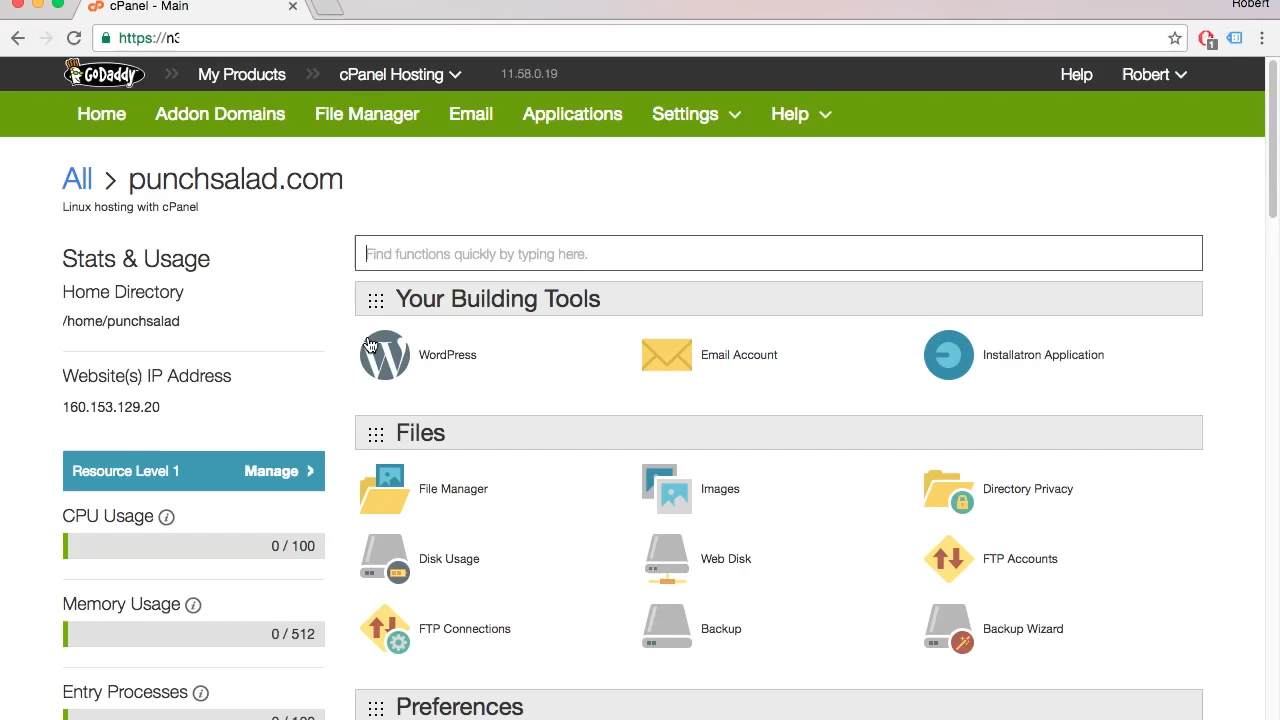 cPanel - Main
Robert
https://n3
1
GoDaddy
My Products
cPanel Hosting
11.58.0.19
Help
Robert
Home
Addon Domains
File Manager
Email
Applications
Settings
Help
All > punchsalad.com
Linux hosting with cPanel
Stats & Usage
Home Directory
/home/punchsalad
Website(s) IP Address
160.153.129.20
Resource Level 1
Manage
CPU Usage
0 / 100
Memory Usage
0 / 512
Entry Processes
Find functions quickly by typing here.
Your Building Tools
WordPress
Email Account
Installatron Application
Files
File Manager
Images
Directory Privacy
Disk Usage
Web Disk
FTP Accounts
FTP Connections
Backup
Backup Wizard
Preferences